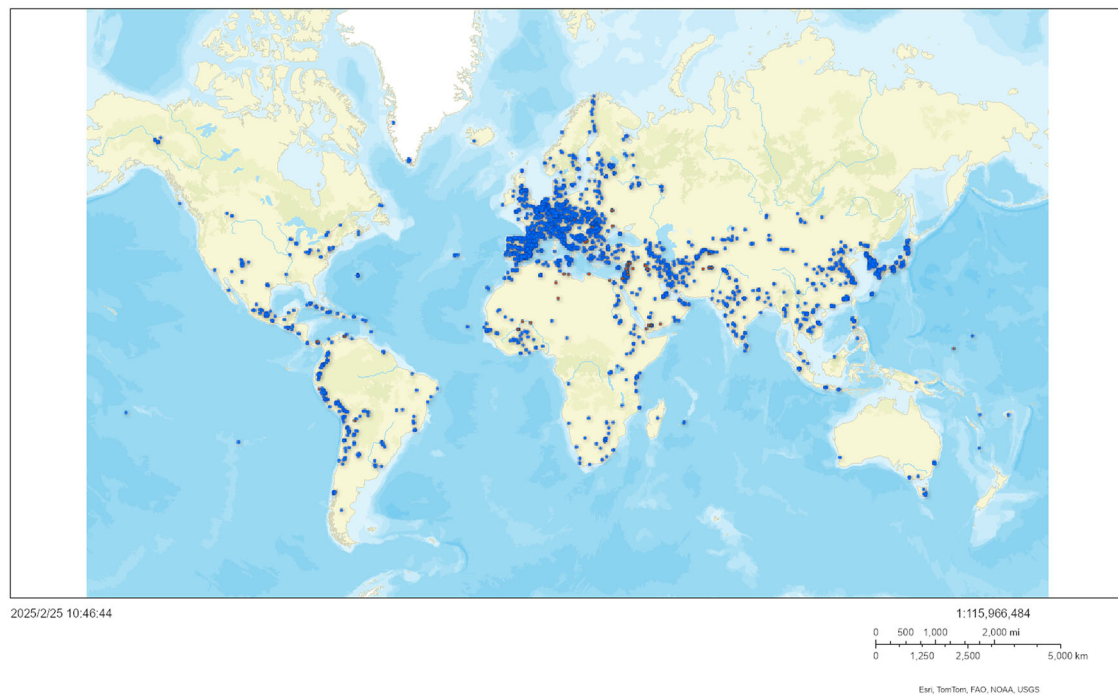 2025/2/25 10:46:44
1:115,966,484
0 500 1,000 2,000 mi
0 1,250 2,500 5,000 km
Esri, TomTom, FAO, NOAA, USGS